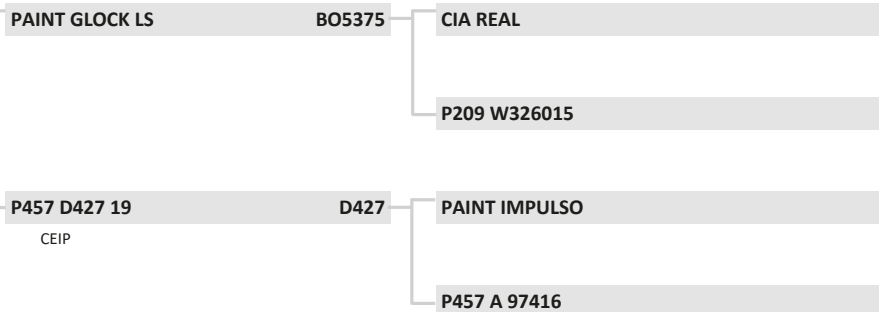 PAINT GLOCK LS BO5375 CIA REAL
P209 W326015
P457 D427 19 D427 PAINT IMPULSO
CEIP
P457 A 97416